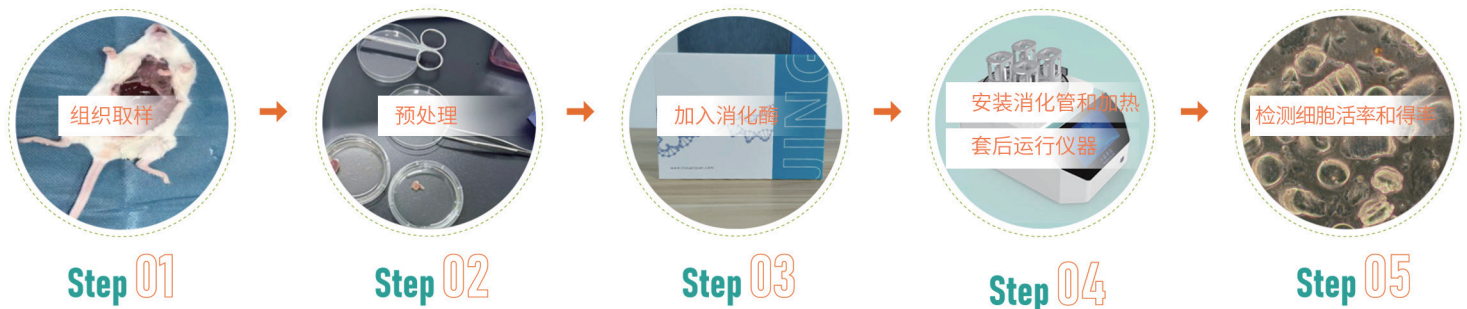 组织取样
预处理
加入消化酶
安装消化管和加热
套后运行仪器
检测细胞活率和得率
JING
Step 01
Step 02
Step 03
Step 04
Step 05